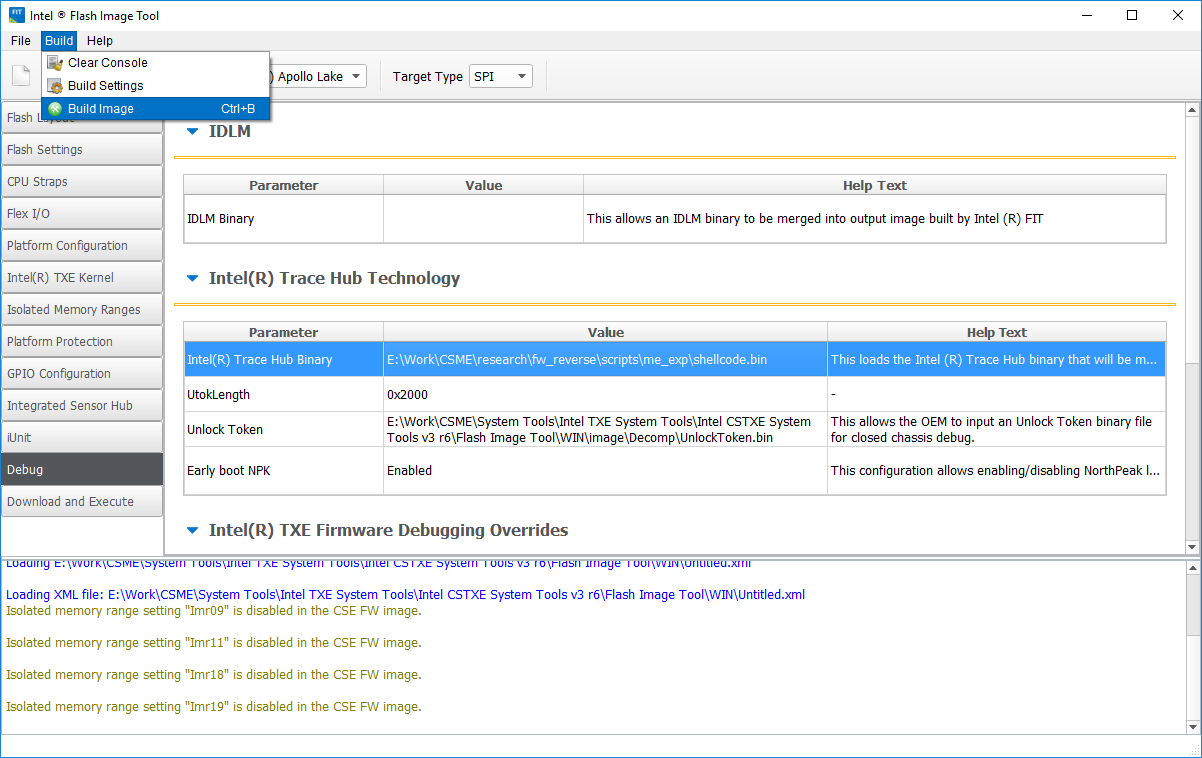 Intel ® Flash Image Tool
File Build Help
Clear Console
Build Settings
Build Image Ctrl+B
) Apollo Lake
Target Type SPI
Flash Layout
Flash Settings
CPU Straps
Flex I/O
Platform Configuration
Intel(R) TXE Kernel
Isolated Memory Ranges
Platform Protection
GPIO Configuration
Integrated Sensor Hub
iUnit
Debug
Download and Execute
IDLM
Parameter Value Help Text
IDLM Binary This allows an IDLM binary to be merged into output image built by Intel (R) FIT
Intel(R) Trace Hub Technology
Parameter Value Help Text
Intel(R) Trace Hub Binary E:\Work\CSME\research\fw_reverse\scripts\me_exp\shellcode.bin This loads the Intel (R) Trace Hub binary that will be m...
UtokLength 0x2000 -
Unlock Token E:\Work\CSME\System Tools\Intel TXE System Tools\Intel CSTXE System Tools v3 r6\Flash Image Tool\WIN\image\Decomp\UnlockToken.bin This allows the OEM to input an Unlock Token binary file for closed chassis debug.
Early boot NPK Enabled This configuration allows enabling/disabling NorthPeak l...
Intel(R) TXE Firmware Debugging Overrides
Loading E:\Work\CSME\System Tools\Intel TXE System Tools\Intel CSTXE System Tools v3 r6\Flash Image Tool\WIN\Untitled.xml
Loading XML file: E:\Work\CSME\System Tools\Intel TXE System Tools\Intel CSTXE System Tools v3 r6\Flash Image Tool\WIN\Untitled.xml
Isolated memory range setting "Imr09" is disabled in the CSE FW image.
Isolated memory range setting "Imr11" is disabled in the CSE FW image.
Isolated memory range setting "Imr18" is disabled in the CSE FW image.
Isolated memory range setting "Imr19" is disabled in the CSE FW image.